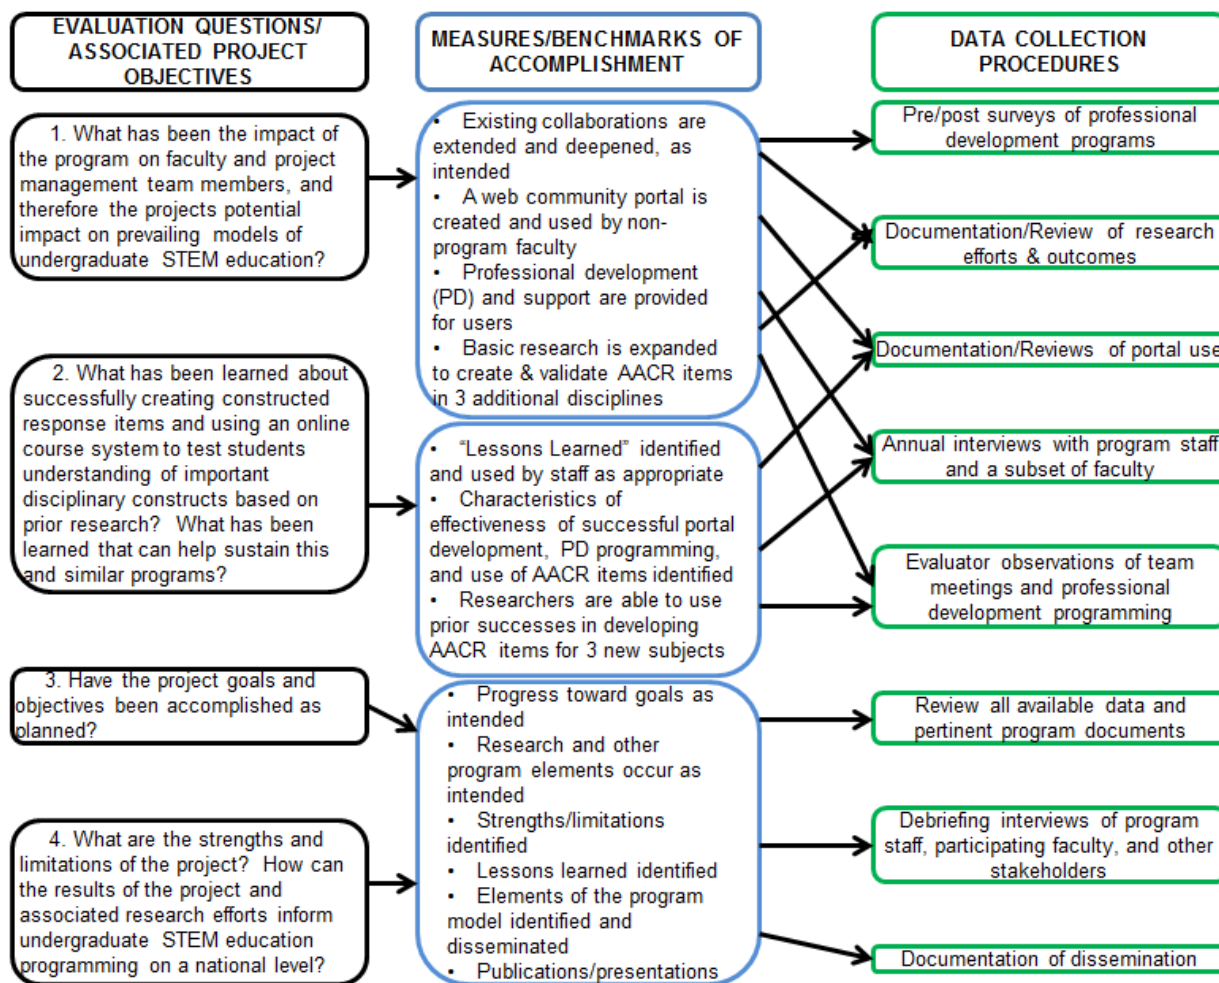 EVALUATION QUESTIONS/
ASSOCIATED PROJECT
OBJECTIVES
1. What has been the impact of
the program on faculty and project
management team members, and
therefore the projects potential
impact on prevailing models of
undergraduate STEM education?
2. What has been learned about
successfully creating constructed
response items and using an online
course system to test students
understanding of important
disciplinary constructs based on
prior research? What has been
learned that can help sustain this
and similar programs?
3. Have the project goals and
objectives been accomplished as
planned?
4. What are the strengths and
limitations of the project? How can
the results of the project and
associated research efforts inform
undergraduate STEM education
programming on a national level?
MEASURES/BENCHMARKS OF
ACCOMPLISHMENT
• Existing collaborations are
extended and deepened, as
intended
• A web community portal is
created and used by non-
program faculty
• Professional development
(PD) and support are provided
for users
• Basic research is expanded
to create & validate AACR items
in 3 additional disciplines
• “Lessons Learned” identified
and used by staff as appropriate
• Characteristics of
effectiveness of successful portal
development, PD programming,
and use of AACR items identified
• Researchers are able to use
prior successes in developing
AACR items for 3 new subjects
• Progress toward goals as
intended
• Research and other
program elements occur as
intended
• Strengths/limitations
identified
• Lessons learned identified
• Elements of the program
model identified and
disseminated
• Publications/presentations
DATA COLLECTION
PROCEDURES
Pre/post surveys of professional
development programs
Documentation/Review of research
efforts & outcomes
Documentation/Reviews of portal use
Annual interviews with program staff
and a subset of faculty
Evaluator observations of team
meetings and professional
development programming
Review all available data and
pertinent program documents
Debriefing interviews of program
staff, participating faculty, and other
stakeholders
Documentation of dissemination